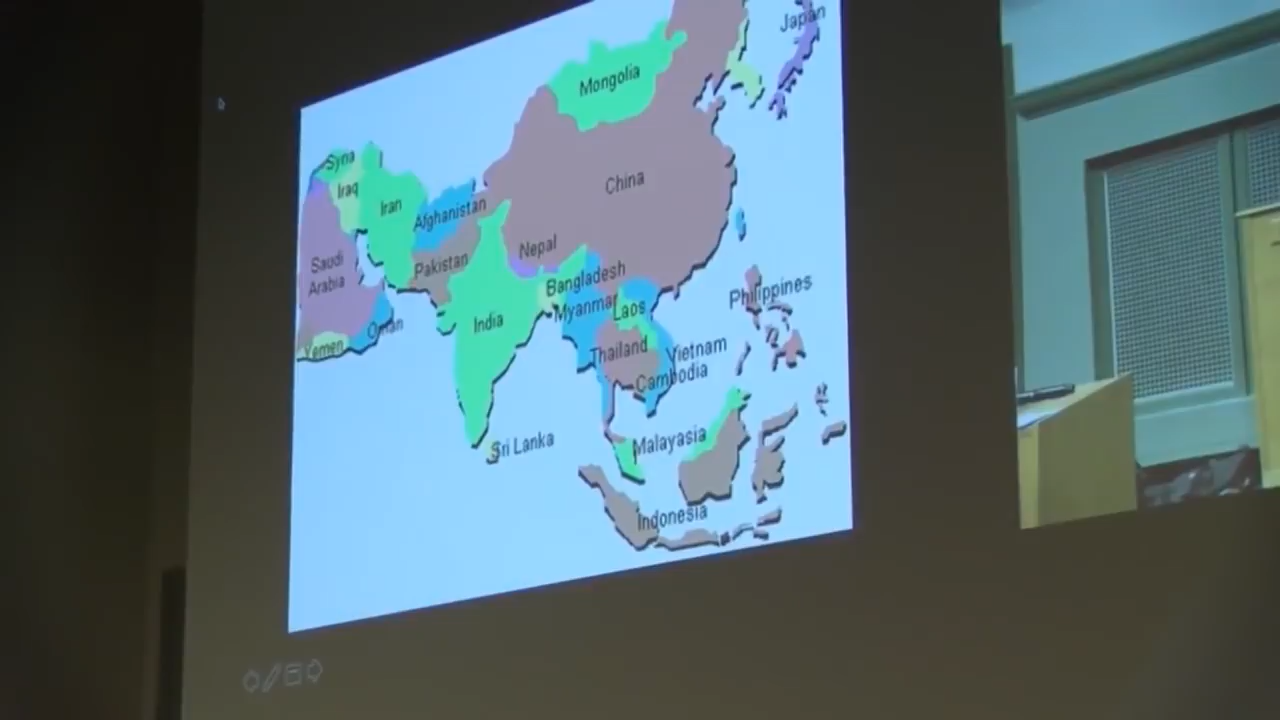 Japan
Mongolia
China
Syria
Iraq
Iran
Afghanistan
Pakistan
Nepal
Saudi
Arabia
Bangladesh
Myanmar
Laos
Philippines
India
Oman
Yemen
Thailand
Vietnam
Cambodia
Sri Lanka
Malayasia
Indonesia